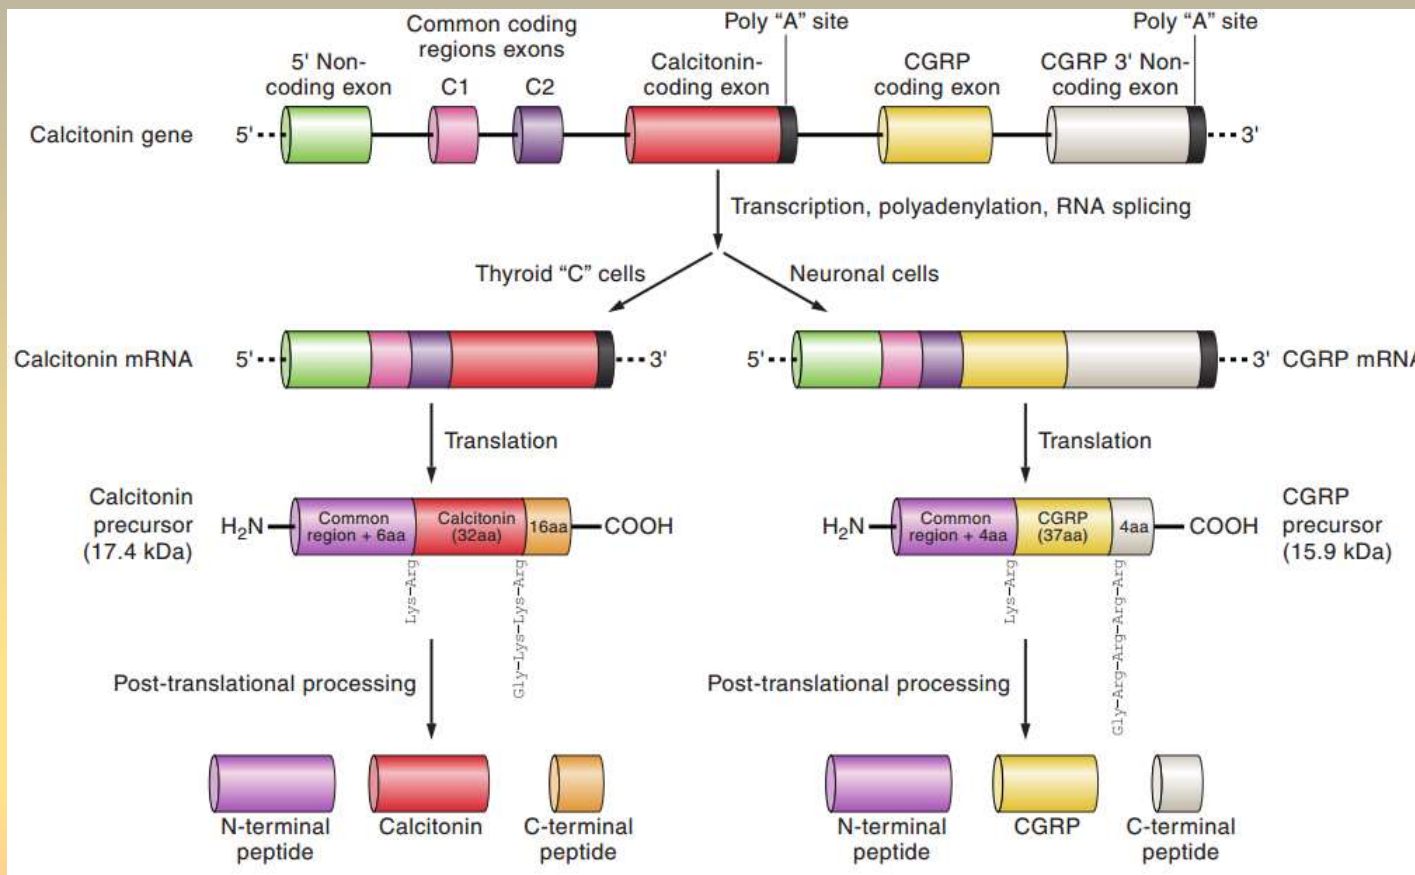 Common coding
regions exons
Poly “A” site
Poly “A” site
5' Non-
coding exon
C1
C2
Calcitonin-
coding exon
CGRP
coding exon
CGRP 3' Non-
coding exon
Calcitonin gene
5'
3'
Transcription, polyadenylation, RNA splicing
Thyroid “C” cells
Neuronal cells
Calcitonin mRNA
5'
3'
5'
3'
CGRP mRNA
Translation
Translation
Calcitonin
precursor
(17.4 kDa)
H₂N
Common
region + 6aa
Calcitonin
(32aa)
16aa
COOH
Lys–Arg
Gly–Lys–Lys–Arg
H₂N
Common
region + 4aa
CGRP
(37aa)
4aa
COOH
CGRP
precursor
(15.9 kDa)
Lys–Arg
Gly–Arg–Arg–Arg–Arg
Post-translational processing
Post-translational processing
N-terminal
peptide
Calcitonin
C-terminal
peptide
N-terminal
peptide
CGRP
C-terminal
peptide